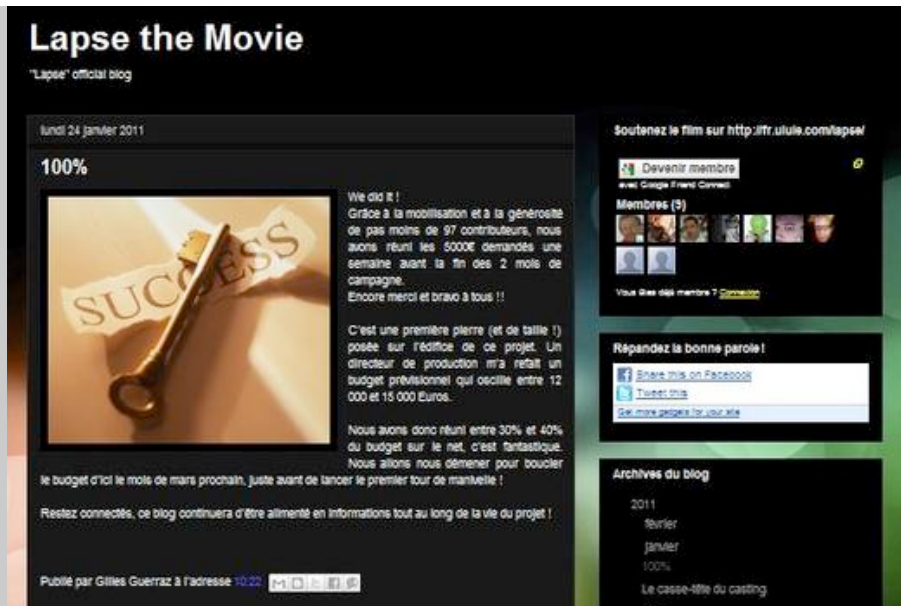 Lapse the Movie
"Lapse" official blog
lundi 24 janvier 2011
100%
SUCCESS
We did it !
Grâce à la mobilisation et à la générosité
de pas moins de 97 contributeurs, nous
avons réuni les 5000€ demandés une
semaine avant la fin des 2 mois de
campagne.
Encore merci et bravo à tous !!
C'est une première pierre (et de taille !)
posée sur l'édifice de ce projet. Un
directeur de production m'a refait un
budget prévisionnel qui oscille entre 12
000 et 15 000 Euros.
Nous avons donc réuni entre 30% et 40%
du budget sur le net, c'est fantastique.
Nous allons nous démener pour boucler
le budget d'ici le mois de mars prochain, juste avant de lancer le premier tour de manivelle !
Restez connectés, ce blog continuera d'être alimenté en informations tout au long de la vie du projet !
Publié par Gilles Guerraz à l'adresse 10:22
Soutenez le film sur http://fr.ulule.com/lapse/
Devenir membre
avec Google Friend Connect
Membres (9)
Vous êtes déjà membre ? Connexion
Répandez la bonne parole !
Share this on Facebook
Tweet this
Get more gadgets for your site
Archives du blog
2011
février
janvier
100%
Le casse-tête du casting